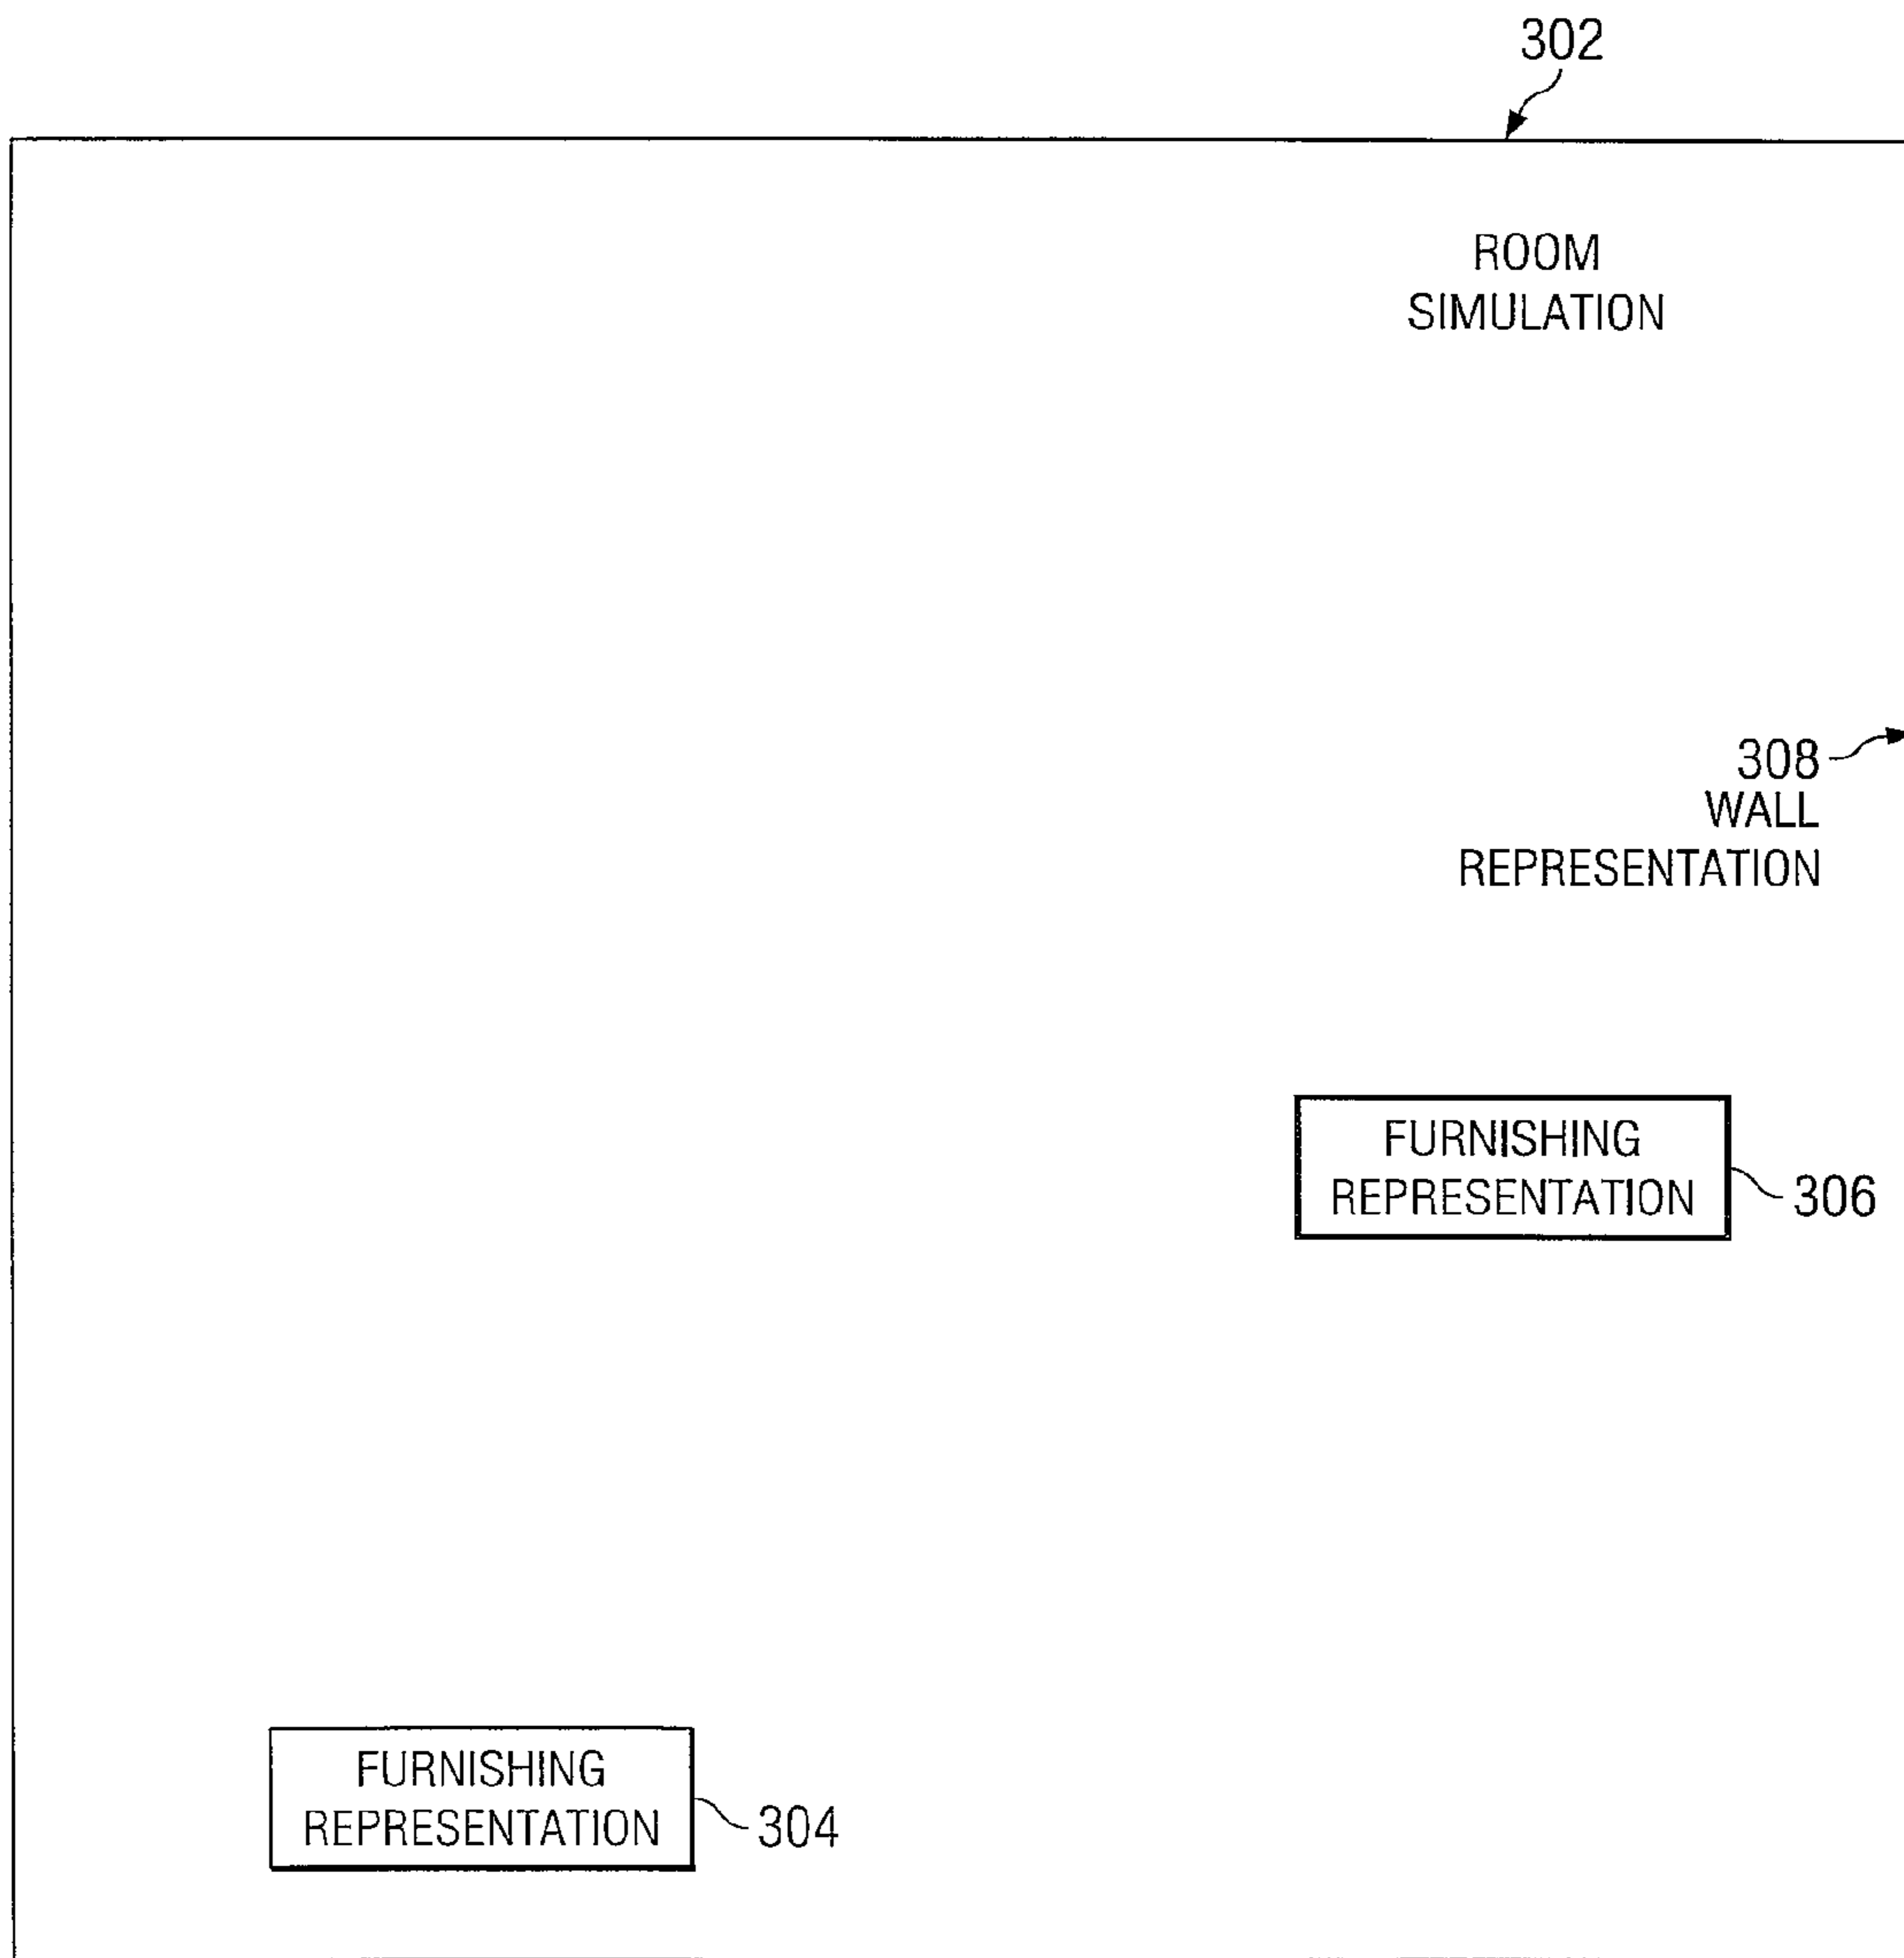 302
ROOM
SIMULATION
308
WALL
REPRESENTATION
FURNISHING
REPRESENTATION
306
FURNISHING
REPRESENTATION
304